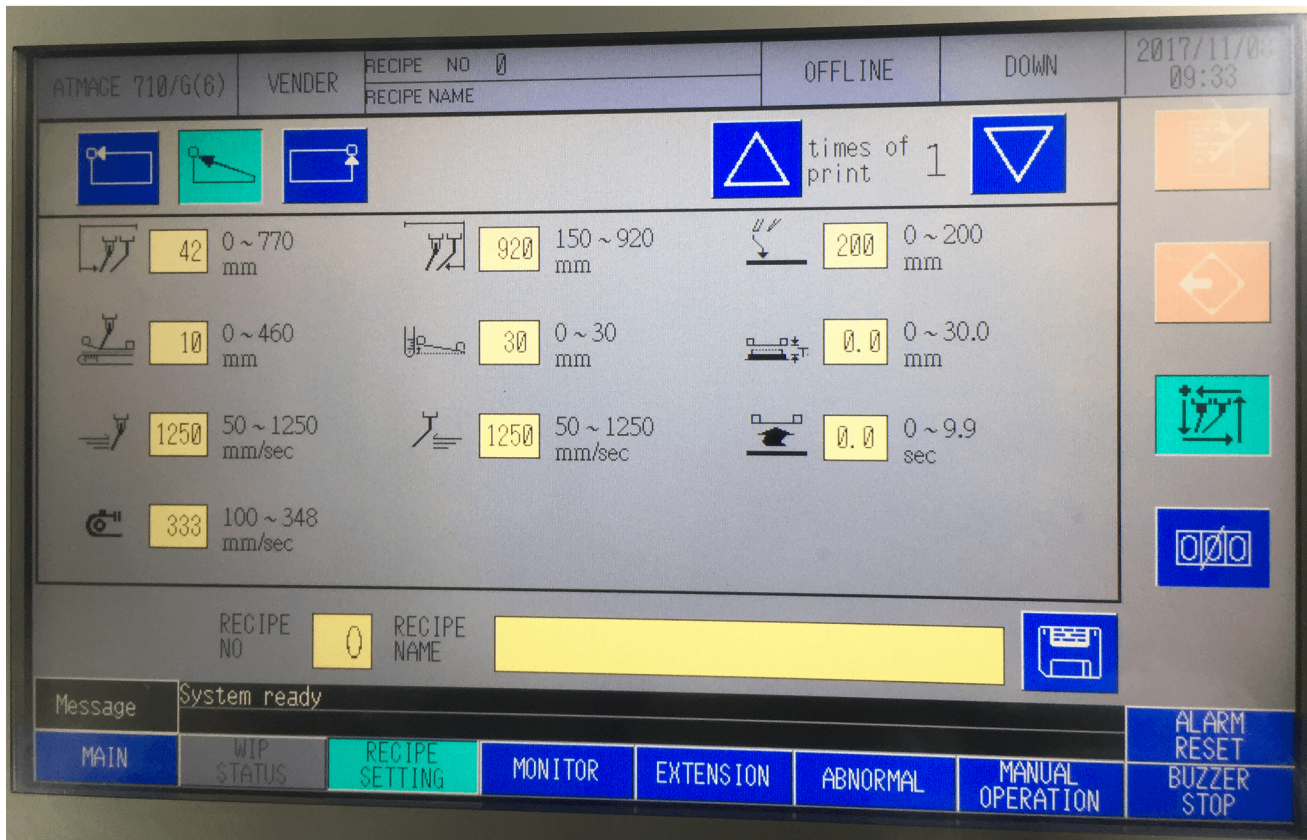 ATMACE 710/G(6)
VENDER
RECIPE NO 0
RECIPE NAME
OFFLINE
DOWN
2017/11/08
09:33
times of
print
1
42
0~770
mm
920
150~920
mm
200
0~200
mm
10
0~460
mm
30
0~30
mm
0.0
0~30.0
mm
T:
1250
50~1250
mm/sec
1250
50~1250
mm/sec
0.0
0~9.9
sec
333
100~348
mm/sec
000
RECIPE
NO
0
RECIPE
NAME
Message
System ready
MAIN
WIP
STATUS
RECIPE
SETTING
MONITOR
EXTENSION
ABNORMAL
MANUAL
OPERATION
ALARM
RESET
BUZZER
STOP